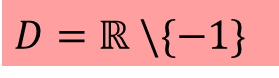 D = ℝ \{−1}